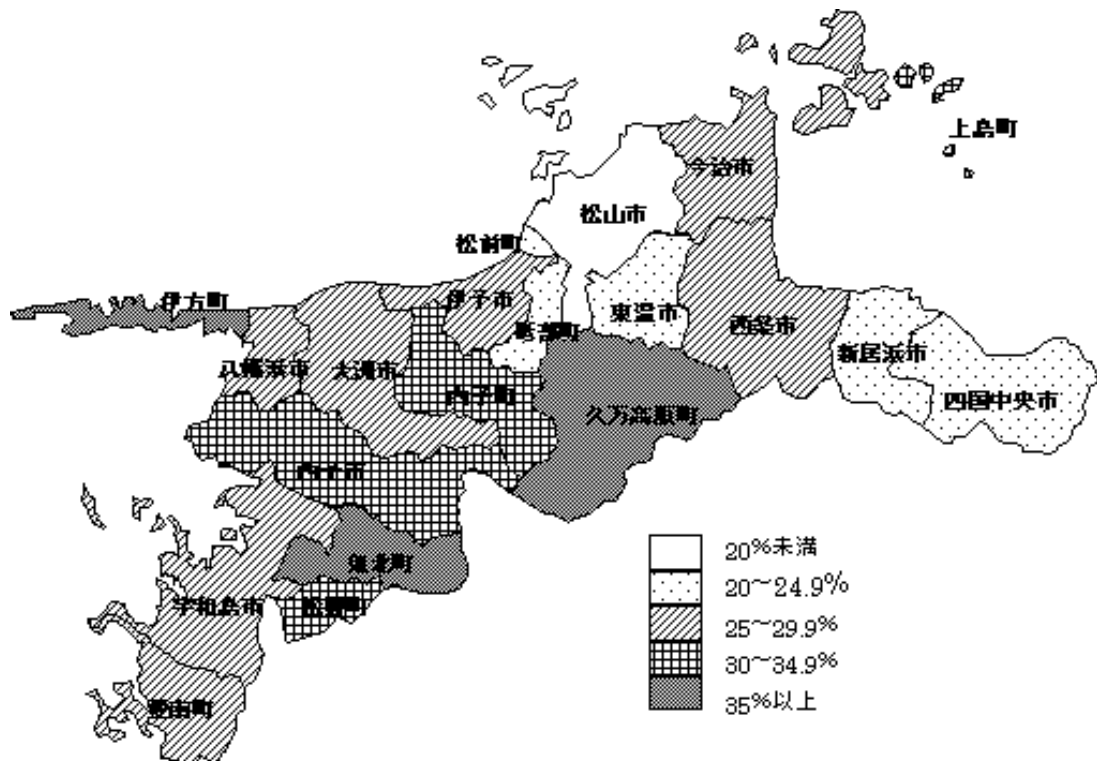 上島町
今治市
松山市
松前町
伊方町
伊予市
砥部町
東温市
西条市
新居浜市
四国中央市
八幡浜市
大洲市
内子町
久万高原町
西予市
鬼北町
宇和島市
松野町
愛南町
20%未満
20~24.9%
25~29.9%
30~34.9%
35%以上